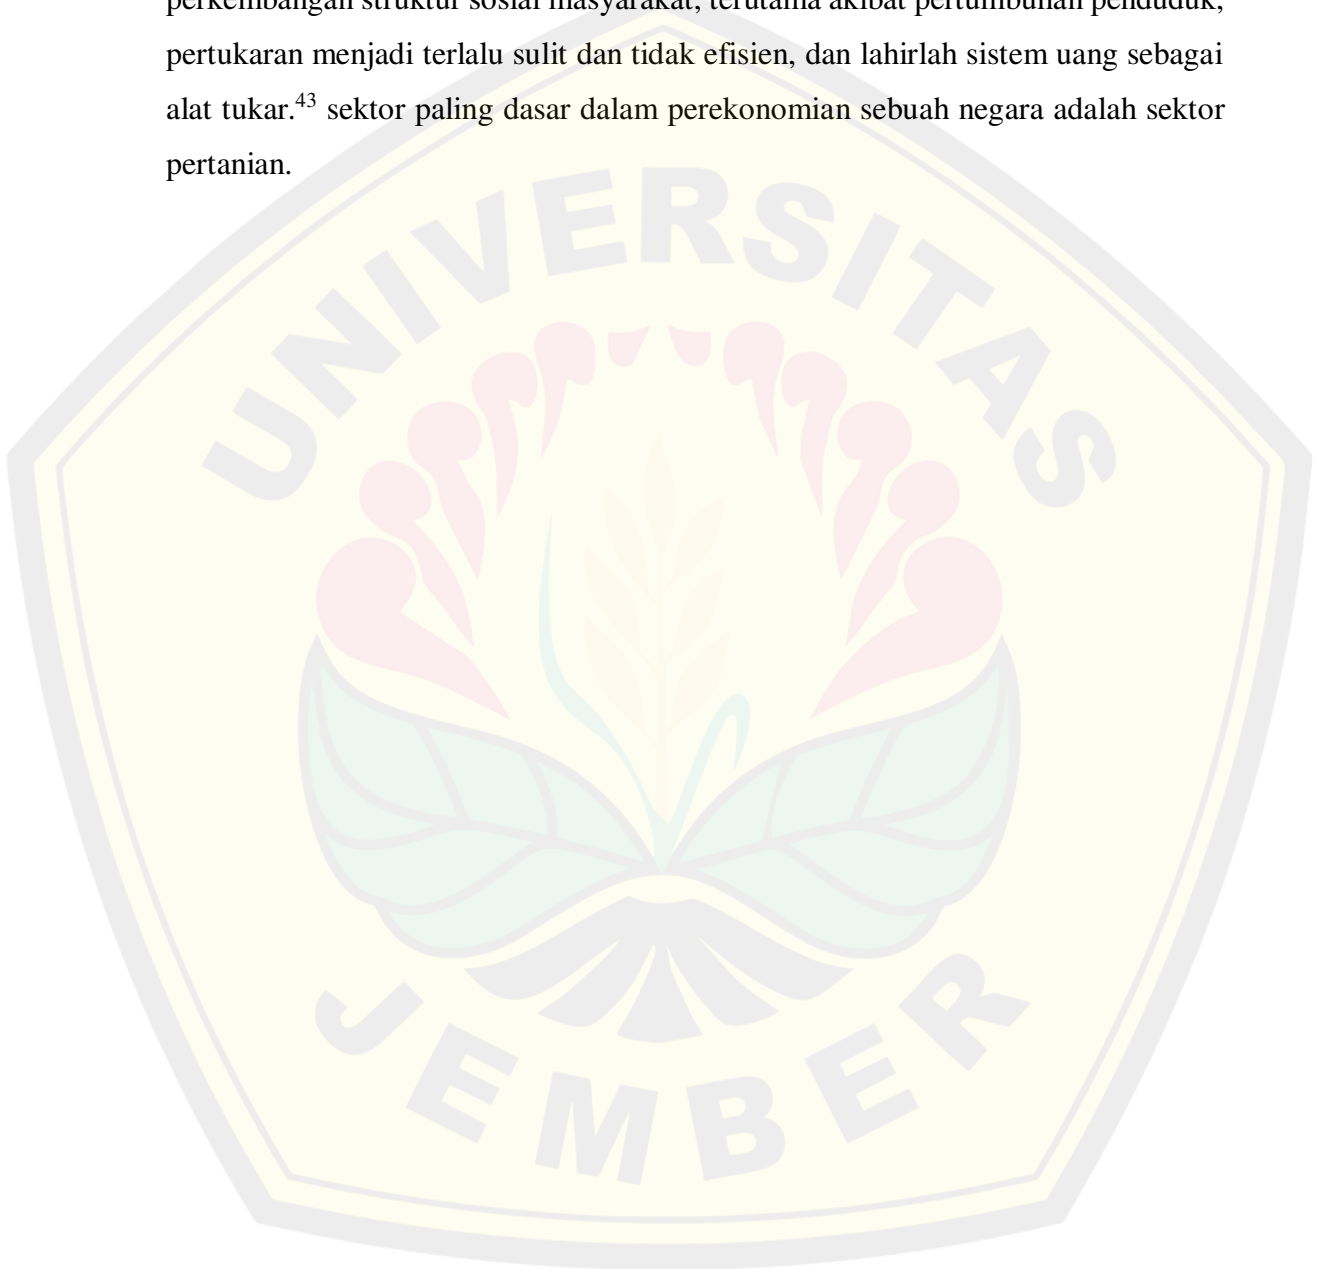 perkembangan struktur sosial masyarakat, terutama akibat pertumbuhan penduduk,
pertukaran menjadi terlalu sulit dan tidak efisien, dan lahirlah sistem uang sebagai
alat tukar.43 sektor paling dasar dalam perekonomian sebuah negara adalah sektor
pertanian.
UNIVERSITAS
JEMBER